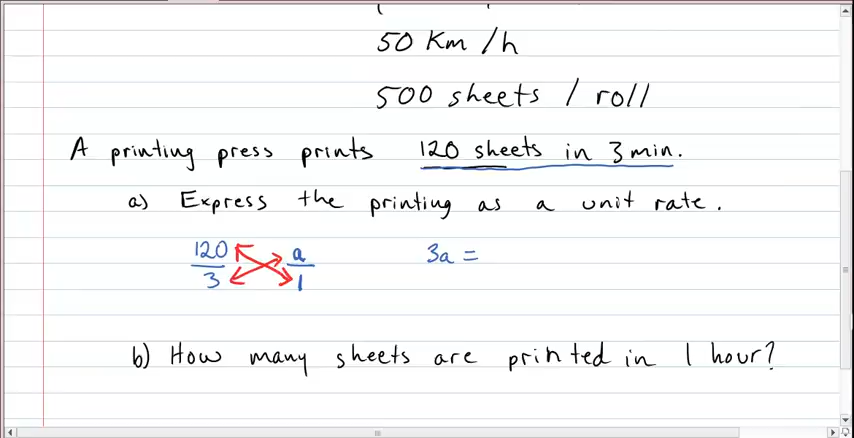 50 Km/h
500 sheets / roll
A printing press prints 120 sheets in 3 min.
a) Express the printing as a unit rate.
120 a 3a =
3 1
b) How many sheets are printed in 1 hour?